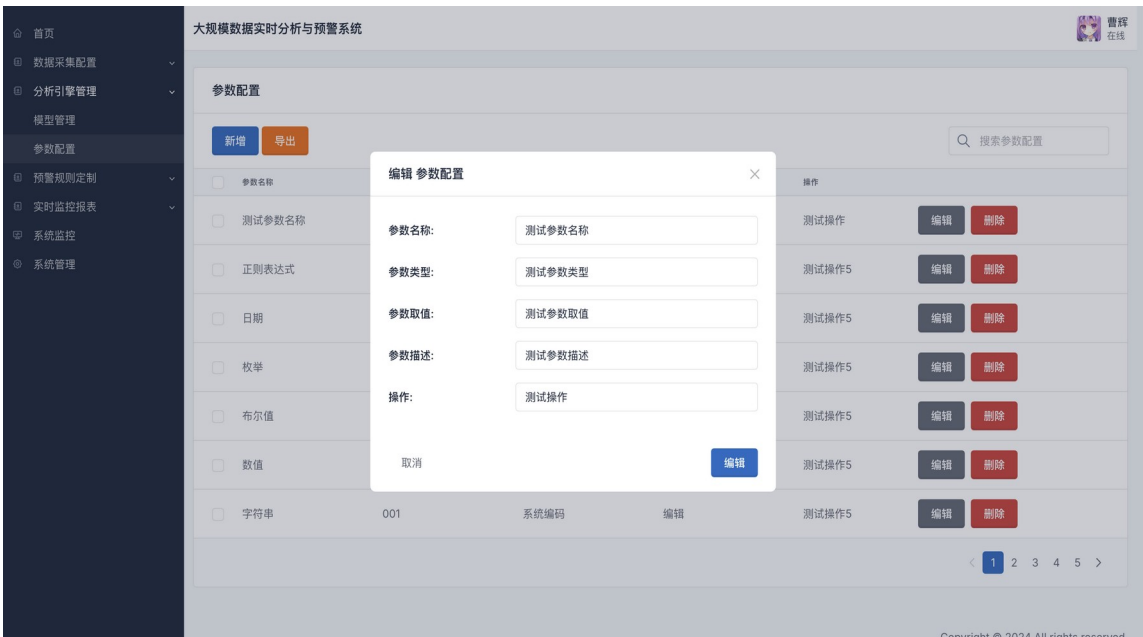 首页
数据采集配置
分析引擎管理
模型管理
参数配置
预警规则定制
实时监控报表
系统监控
系统管理
大规模数据实时分析与预警系统
曹辉
在线
参数配置
新增 导出
搜索参数配置
参数名称 操作
测试参数名称 测试操作 编辑 删除
正则表达式 测试操作5 编辑 删除
日期 测试操作5 编辑 删除
枚举 测试操作5 编辑 删除
布尔值 测试操作5 编辑 删除
数值 测试操作5 编辑 删除
字符串 001 系统编码 编辑 测试操作5 编辑 删除
编辑 参数配置
参数名称: 测试参数名称
参数类型: 测试参数类型
参数取值: 测试参数取值
参数描述: 测试参数描述
操作: 测试操作
取消 编辑
1 2 3 4 5
Copyright © 2024 All rights reserved